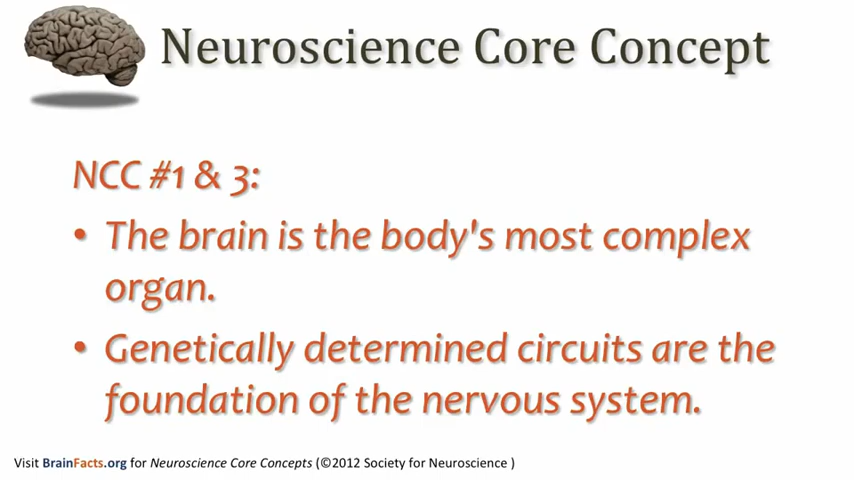 Neuroscience Core Concept
NCC #1 & 3:
• The brain is the body's most complex
organ.
• Genetically determined circuits are the
foundation of the nervous system.
Visit BrainFacts.org for Neuroscience Core Concepts (©2012 Society for Neuroscience )